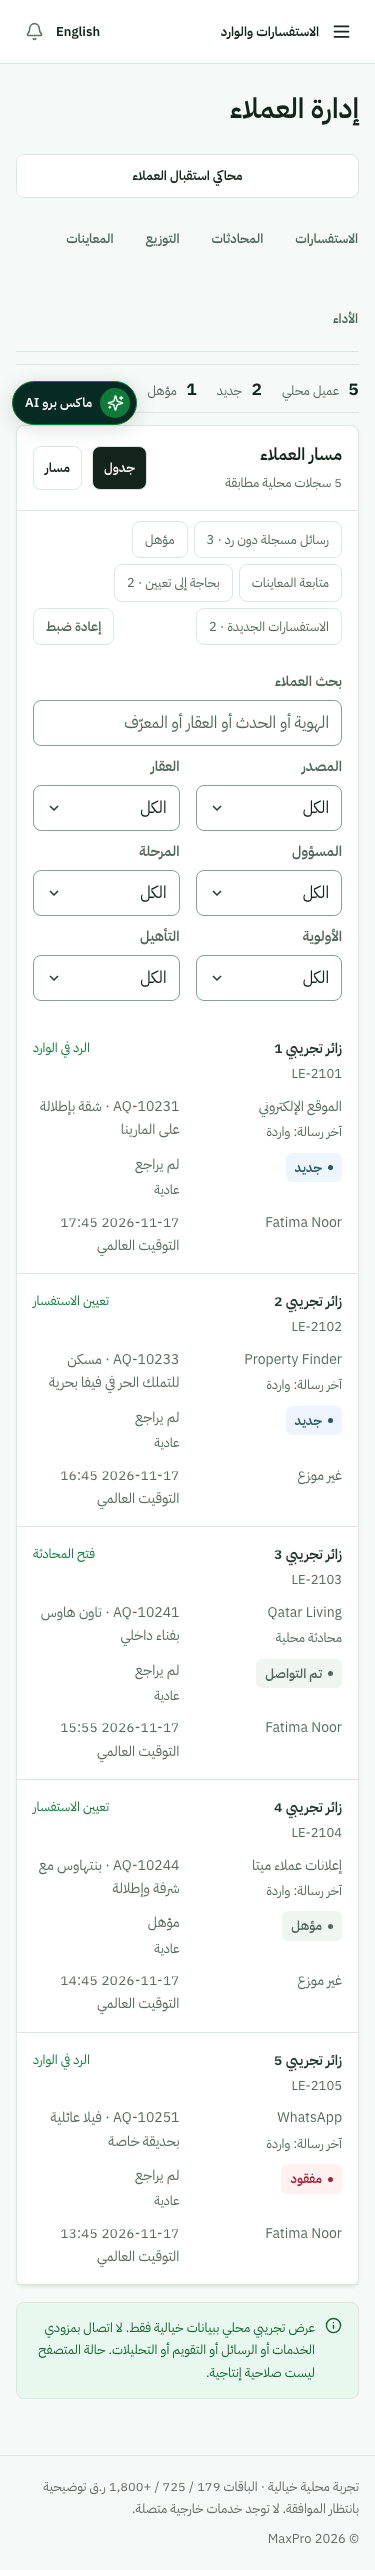 الاستفسارات والوارد
English
إدارة العملاء
محاكي استقبال العملاء
الاستفسارات
المحادثات
التوزيع
المعاينات
الأداء
5 عميل محلي
2 جديد
1 مؤهل
ماكس برو AI
مسار العملاء
5 سجلات محلية مطابقة
جدول
مسار
رسائل مسجلة دون رد · 3
مؤهل
متابعة المعاينات
بحاجة إلى تعيين · 2
الاستفسارات الجديدة · 2
إعادة ضبط
بحث العملاء
الهوية أو الحدث أو العقار أو المعرّف
المصدر
العقار
الكل
الكل
المسؤول
المرحلة
الكل
الكل
الأولوية
التأهيل
الكل
الكل
زائر تجريبي 1
LE-2101
الرد في الوارد
الموقع الإلكتروني
آخر رسالة: واردة
AQ-10231 · شقة بإطلالة
على المارينا
جديد
لم يراجع
عادية
Fatima Noor
2026-11-17 17:45
التوقيت العالمي
زائر تجريبي 2
LE-2102
تعيين الاستفسار
Property Finder
آخر رسالة: واردة
AQ-10233 · مسكن
للتملك الحر في فيفا بحرية
جديد
لم يراجع
عادية
غير موزع
2026-11-17 16:45
التوقيت العالمي
زائر تجريبي 3
LE-2103
فتح المحادثة
Qatar Living
محادثة محلية
AQ-10241 · تاون هاوس
بفناء داخلي
تم التواصل
لم يراجع
عادية
Fatima Noor
2026-11-17 15:55
التوقيت العالمي
زائر تجريبي 4
LE-2104
تعيين الاستفسار
إعلانات عملاء ميتا
آخر رسالة: واردة
AQ-10244 · بنتهاوس مع
شرفة وإطلالة
مؤهل
مؤهل
عادية
غير موزع
2026-11-17 14:45
التوقيت العالمي
زائر تجريبي 5
LE-2105
الرد في الوارد
WhatsApp
آخر رسالة: واردة
AQ-10251 · فيلا عائلية
بحديقة خاصة
مفقود
لم يراجع
عادية
Fatima Noor
2026-11-17 13:45
التوقيت العالمي
عرض تجريبي محلي ببيانات خيالية فقط. لا اتصال بمزودي
الخدمات أو الرسائل أو التقويم أو التحليلات. حالة المتصفح
ليست صلاحية إنتاجية.
تجربة محلية خيالية · الباقات 179 / 725 / +1,800 ر.ق توضيحية
بانتظار الموافقة. لا توجد خدمات خارجية متصلة.
© 2026 MaxPro